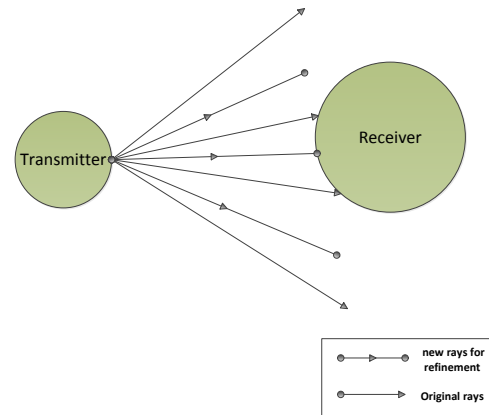 Transmitter
Receiver
new rays for
refinement
Original rays